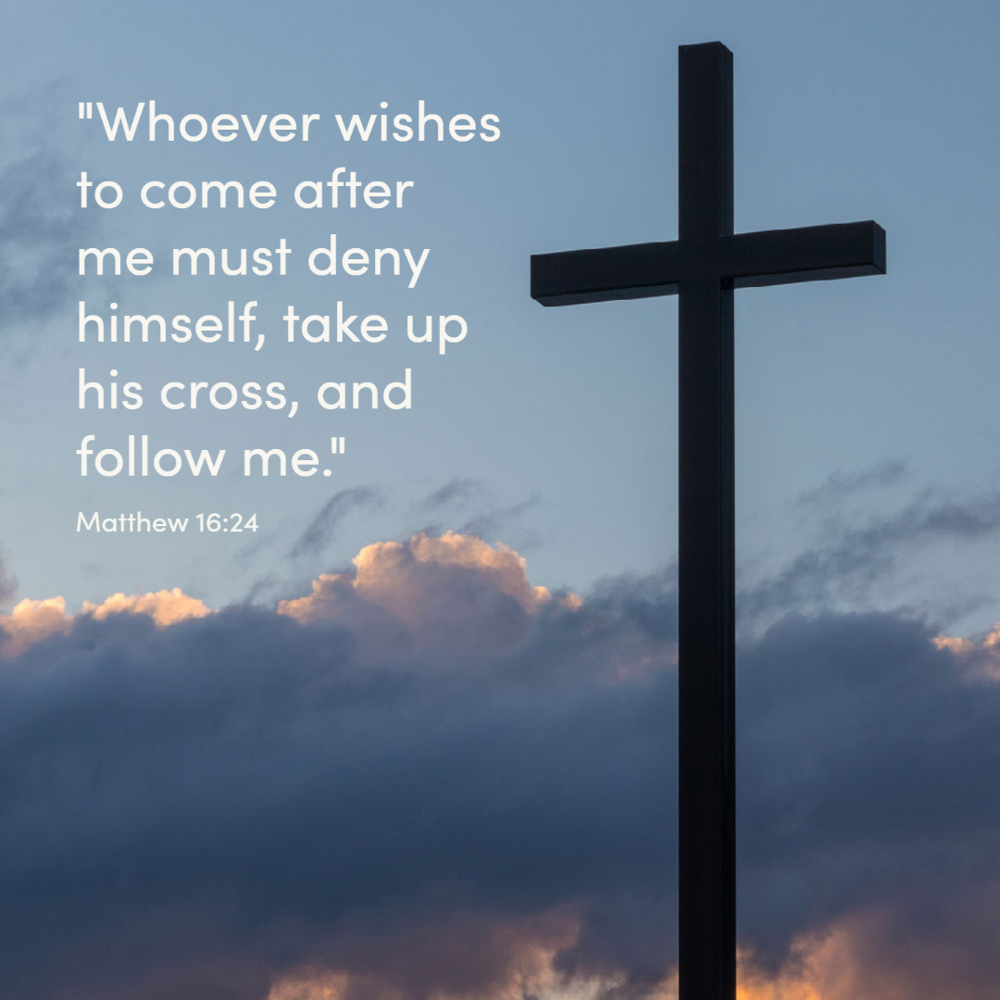 "Whoever wishes
to come after
me must deny
himself, take up
his cross, and
follow me."
Matthew 16:24